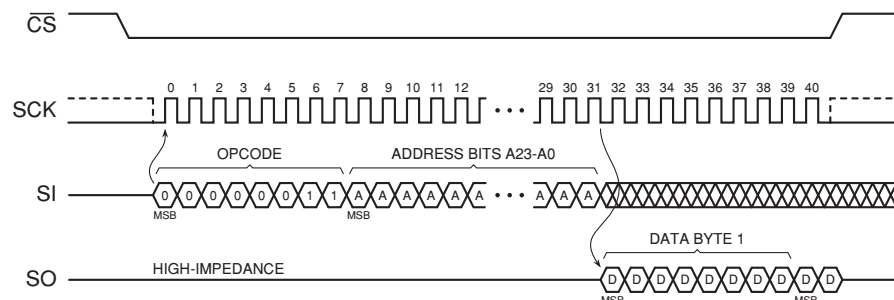 CS
0 1 2 3 4 5 6 7 8 9 10 11 12 29 30 31 32 33 34 35 36 37 38 39 40
SCK
OPCODE ADDRESS BITS A23-A0
SI 0 0 0 0 0 0 1 1 A A A A A A A A A
MSB MSB
DATA BYTE 1
HIGH-IMPEDANCE
SO D D D D D D D D D D
MSB MSB